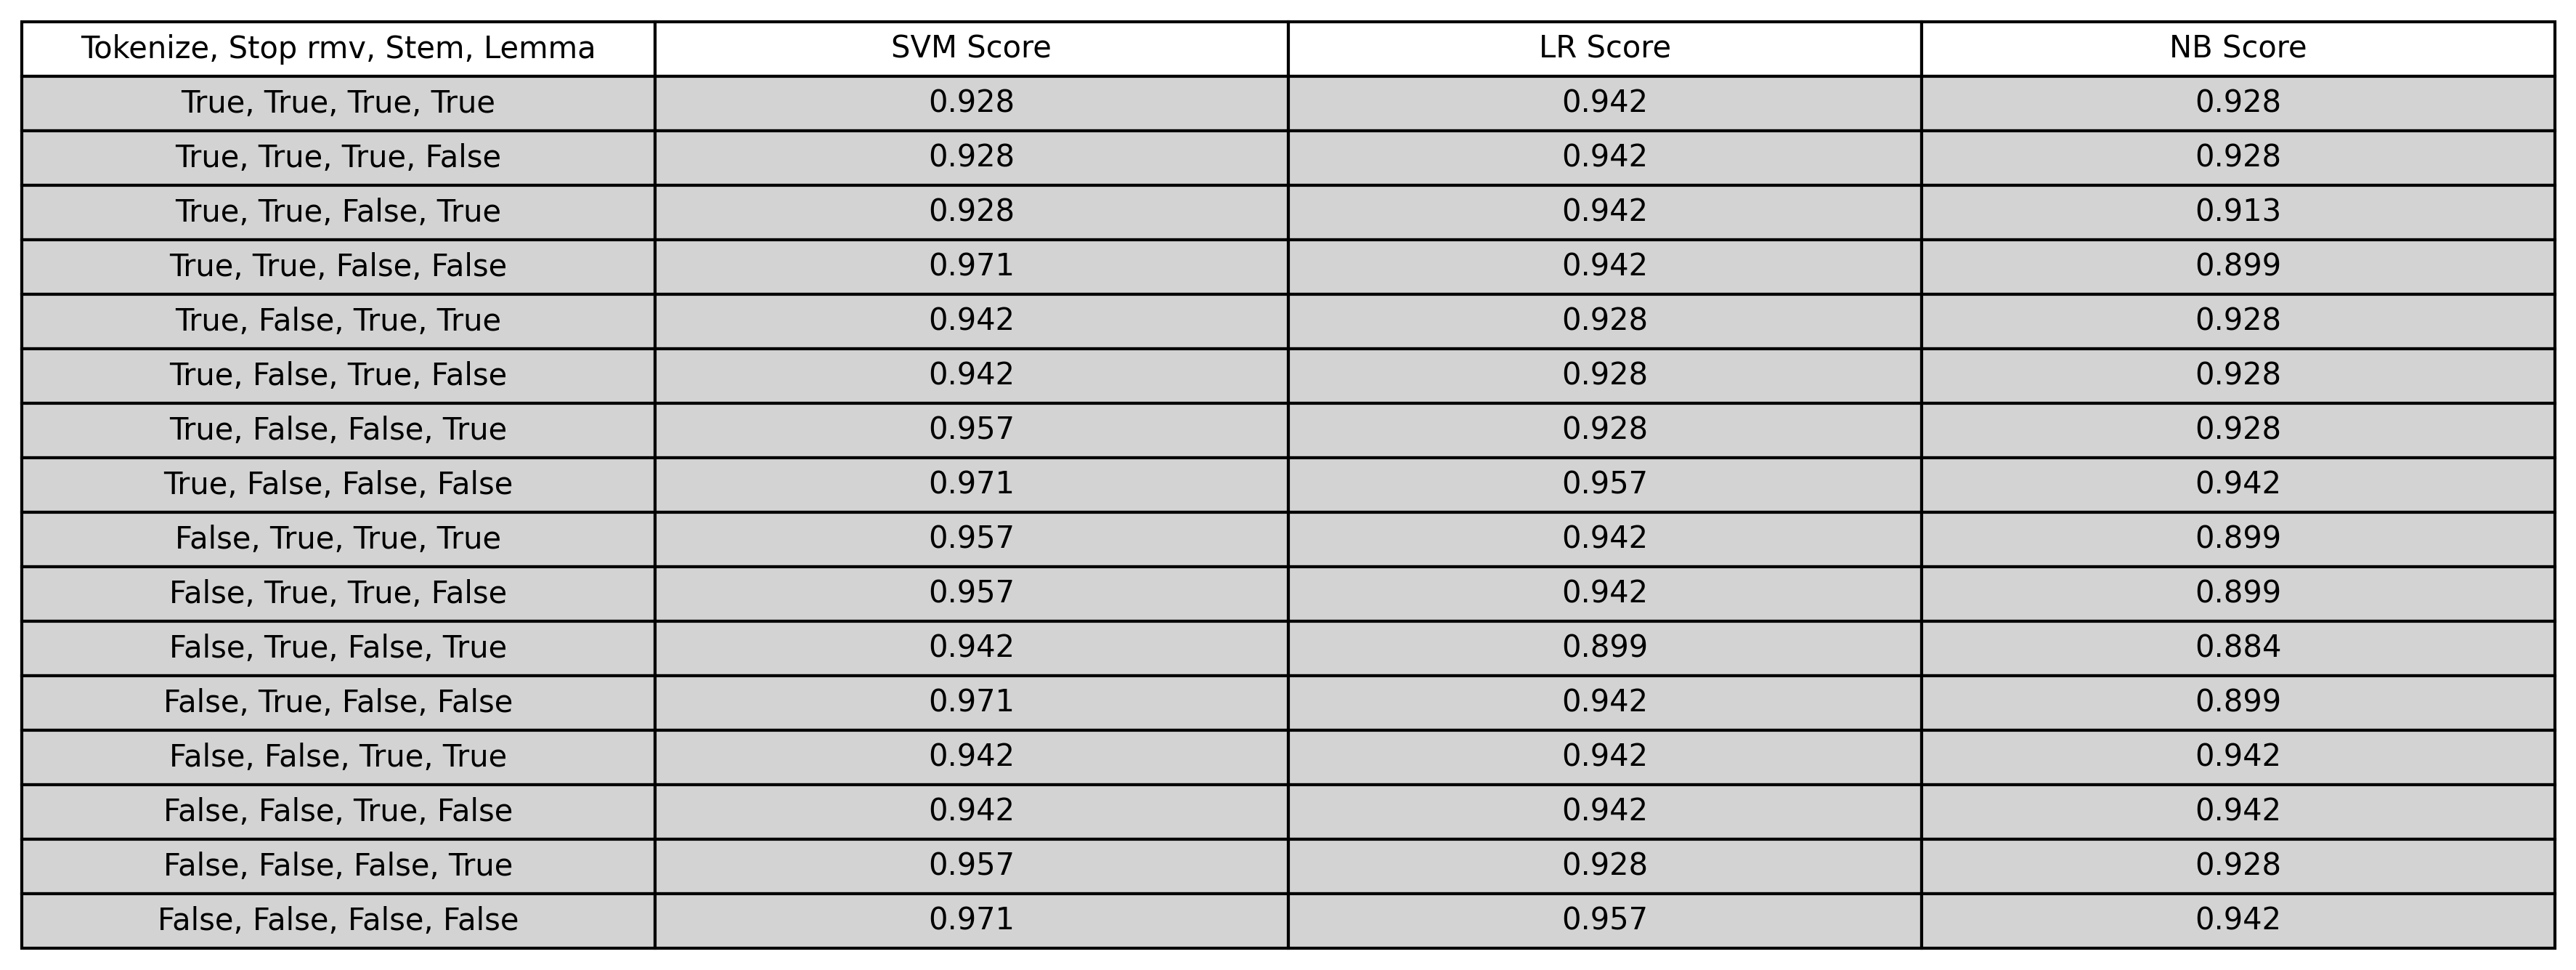 Tokenize, Stop rmv, Stem, Lemma SVM Score LR Score NB Score
True, True, True, True 0.928 0.942 0.928
True, True, True, False 0.928 0.942 0.928
True, True, False, True 0.928 0.942 0.913
True, True, False, False 0.971 0.942 0.899
True, False, True, True 0.942 0.928 0.928
True, False, True, False 0.942 0.928 0.928
True, False, False, True 0.957 0.928 0.928
True, False, False, False 0.971 0.957 0.942
False, True, True, True 0.957 0.942 0.899
False, True, True, False 0.957 0.942 0.899
False, True, False, True 0.942 0.899 0.884
False, True, False, False 0.971 0.942 0.899
False, False, True, True 0.942 0.942 0.942
False, False, True, False 0.942 0.942 0.942
False, False, False, True 0.957 0.928 0.928
False, False, False, False 0.971 0.957 0.942